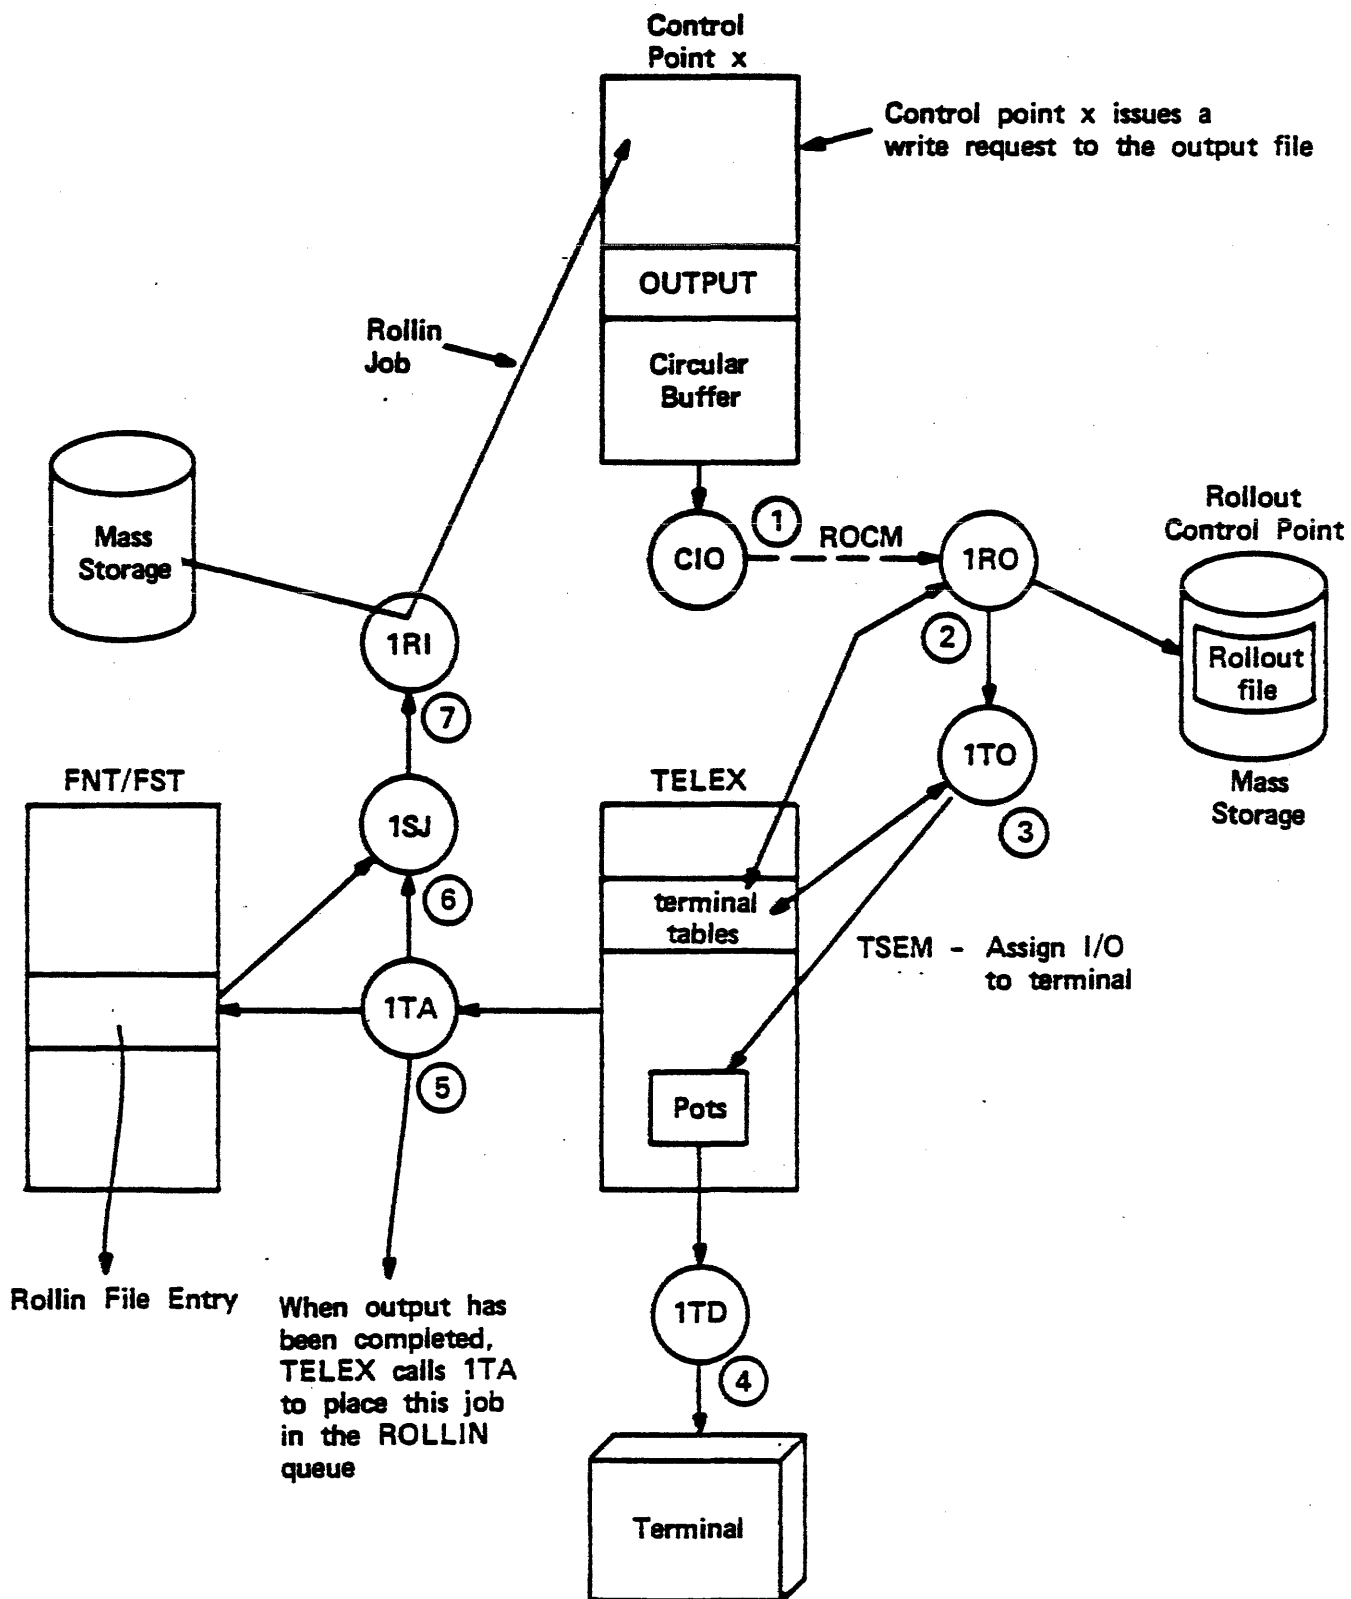 Control
Point x
Control point x issues a
write request to the output file
OUTPUT
Rollin
Job
Circular
Buffer
Mass
Storage
CIO
1
ROCM
1RO
Rollout
Control Point
Rollout
file
Mass
Storage
2
1RI
7
1TO
3
FNT/FST
1SJ
6
TELEX
terminal
tables
TSEM - Assign I/O
to terminal
1TA
5
Pots
Rollin File Entry
When output has
been completed,
TELEX calls 1TA
to place this job
in the ROLLIN
queue
1TD
4
Terminal